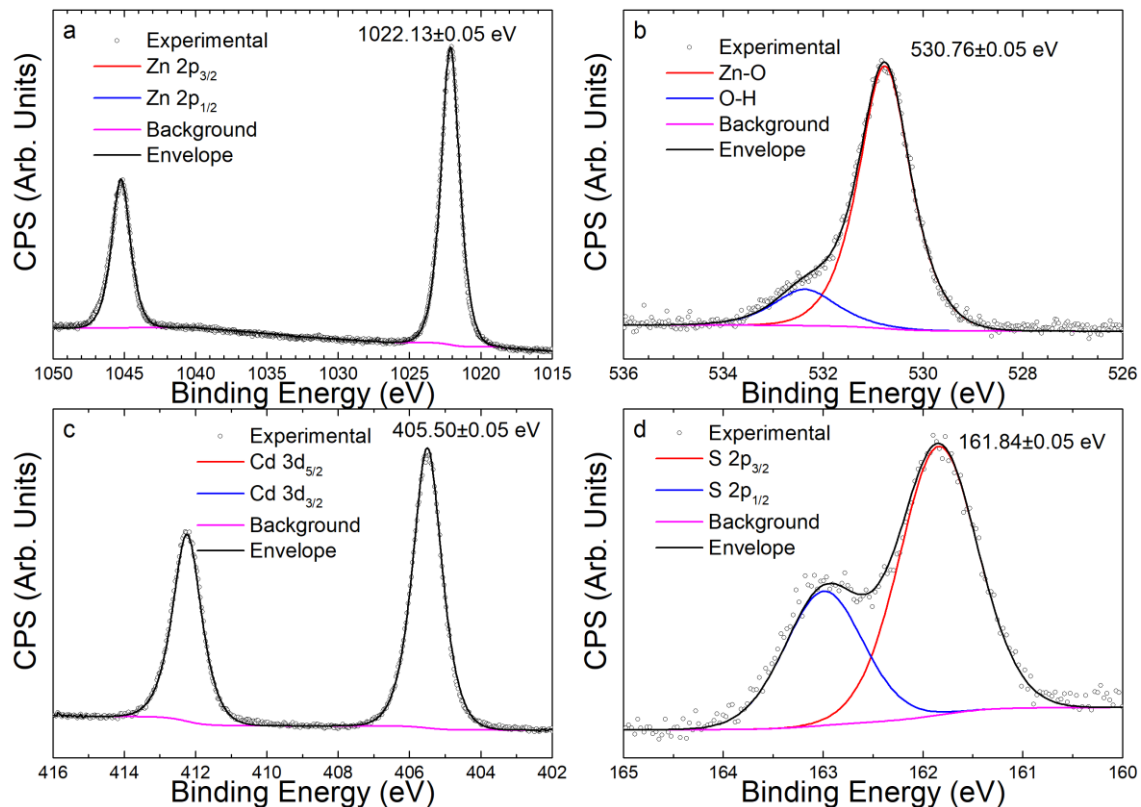 a
1022.13±0.05 eV
Experimental
Zn 2p3/2
Zn 2p1/2
Background
Envelope
CPS (Arb. Units)
1050 1045 1040 1035 1030 1025 1020 1015
Binding Energy (eV)
b
530.76±0.05 eV
Experimental
Zn-O
O-H
Background
Envelope
CPS (Arb. Units)
536 534 532 530 528 526
Binding Energy (eV)
c
405.50±0.05 eV
Experimental
Cd 3d5/2
Cd 3d3/2
Background
Envelope
CPS (Arb. Units)
416 414 412 410 408 406 404 402
Binding Energy (eV)
d
161.84±0.05 eV
Experimental
S 2p3/2
S 2p1/2
Background
Envelope
CPS (Arb. Units)
165 164 163 162 161 160
Binding Energy (eV)